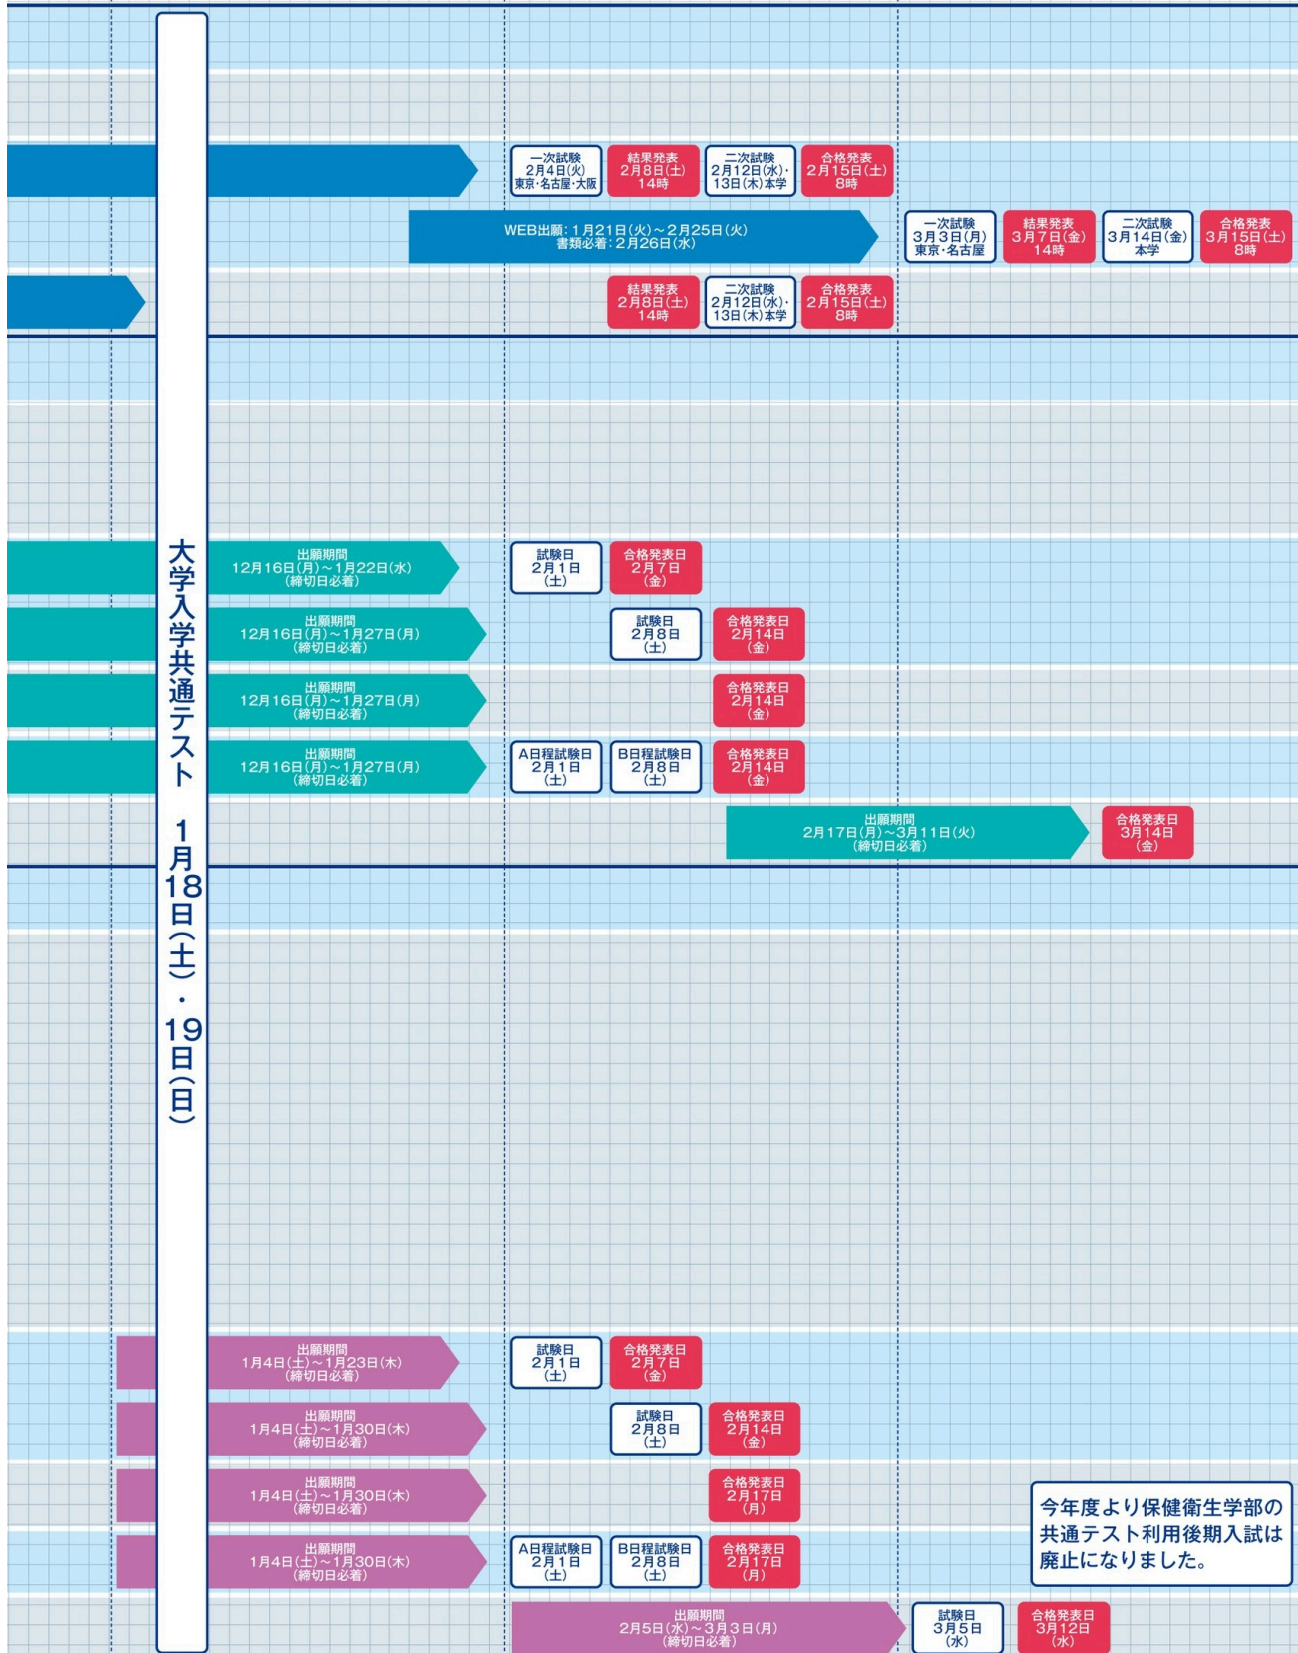 大学入学共通テスト 1月18日(土)・19日(日)
一次試験
2月4日(火)
東京・名古屋・大阪
結果発表
2月8日(土)
14時
二次試験
2月12日(水)・
13日(木)本学
合格発表
2月15日(土)
8時
WEB出願：1月21日(火)～2月25日(火)
書類必着：2月26日(水)
一次試験
3月3日(月)
東京・名古屋
結果発表
3月7日(金)
14時
二次試験
3月14日(金)
本学
合格発表
3月15日(土)
8時
結果発表
2月8日(土)
14時
二次試験
2月12日(水)・
13日(木)本学
合格発表
2月15日(土)
8時
出願期間
12月16日(月)～1月22日(水)
(締切日必着)
試験日
2月1日
(土)
合格発表日
2月7日
(金)
出願期間
12月16日(月)～1月27日(月)
(締切日必着)
試験日
2月8日
(土)
合格発表日
2月14日
(金)
出願期間
12月16日(月)～1月27日(月)
(締切日必着)
合格発表日
2月14日
(金)
出願期間
12月16日(月)～1月27日(月)
(締切日必着)
A日程試験日
2月1日
(土)
B日程試験日
2月8日
(土)
合格発表日
2月14日
(金)
出願期間
2月17日(月)～3月11日(火)
(締切日必着)
合格発表日
3月14日
(金)
出願期間
1月4日(土)～1月23日(木)
(締切日必着)
試験日
2月1日
(土)
合格発表日
2月7日
(金)
出願期間
1月4日(土)～1月30日(木)
(締切日必着)
試験日
2月8日
(土)
合格発表日
2月14日
(金)
出願期間
1月4日(土)～1月30日(木)
(締切日必着)
合格発表日
2月17日
(月)
今年度より保健衛生学部の
共通テスト利用後期入試は
廃止になりました。
出願期間
1月4日(土)～1月30日(木)
(締切日必着)
A日程試験日
2月1日
(土)
B日程試験日
2月8日
(土)
合格発表日
2月17日
(月)
出願期間
2月5日(水)～3月3日(月)
(締切日必着)
試験日
3月5日
(水)
合格発表日
3月12日
(水)